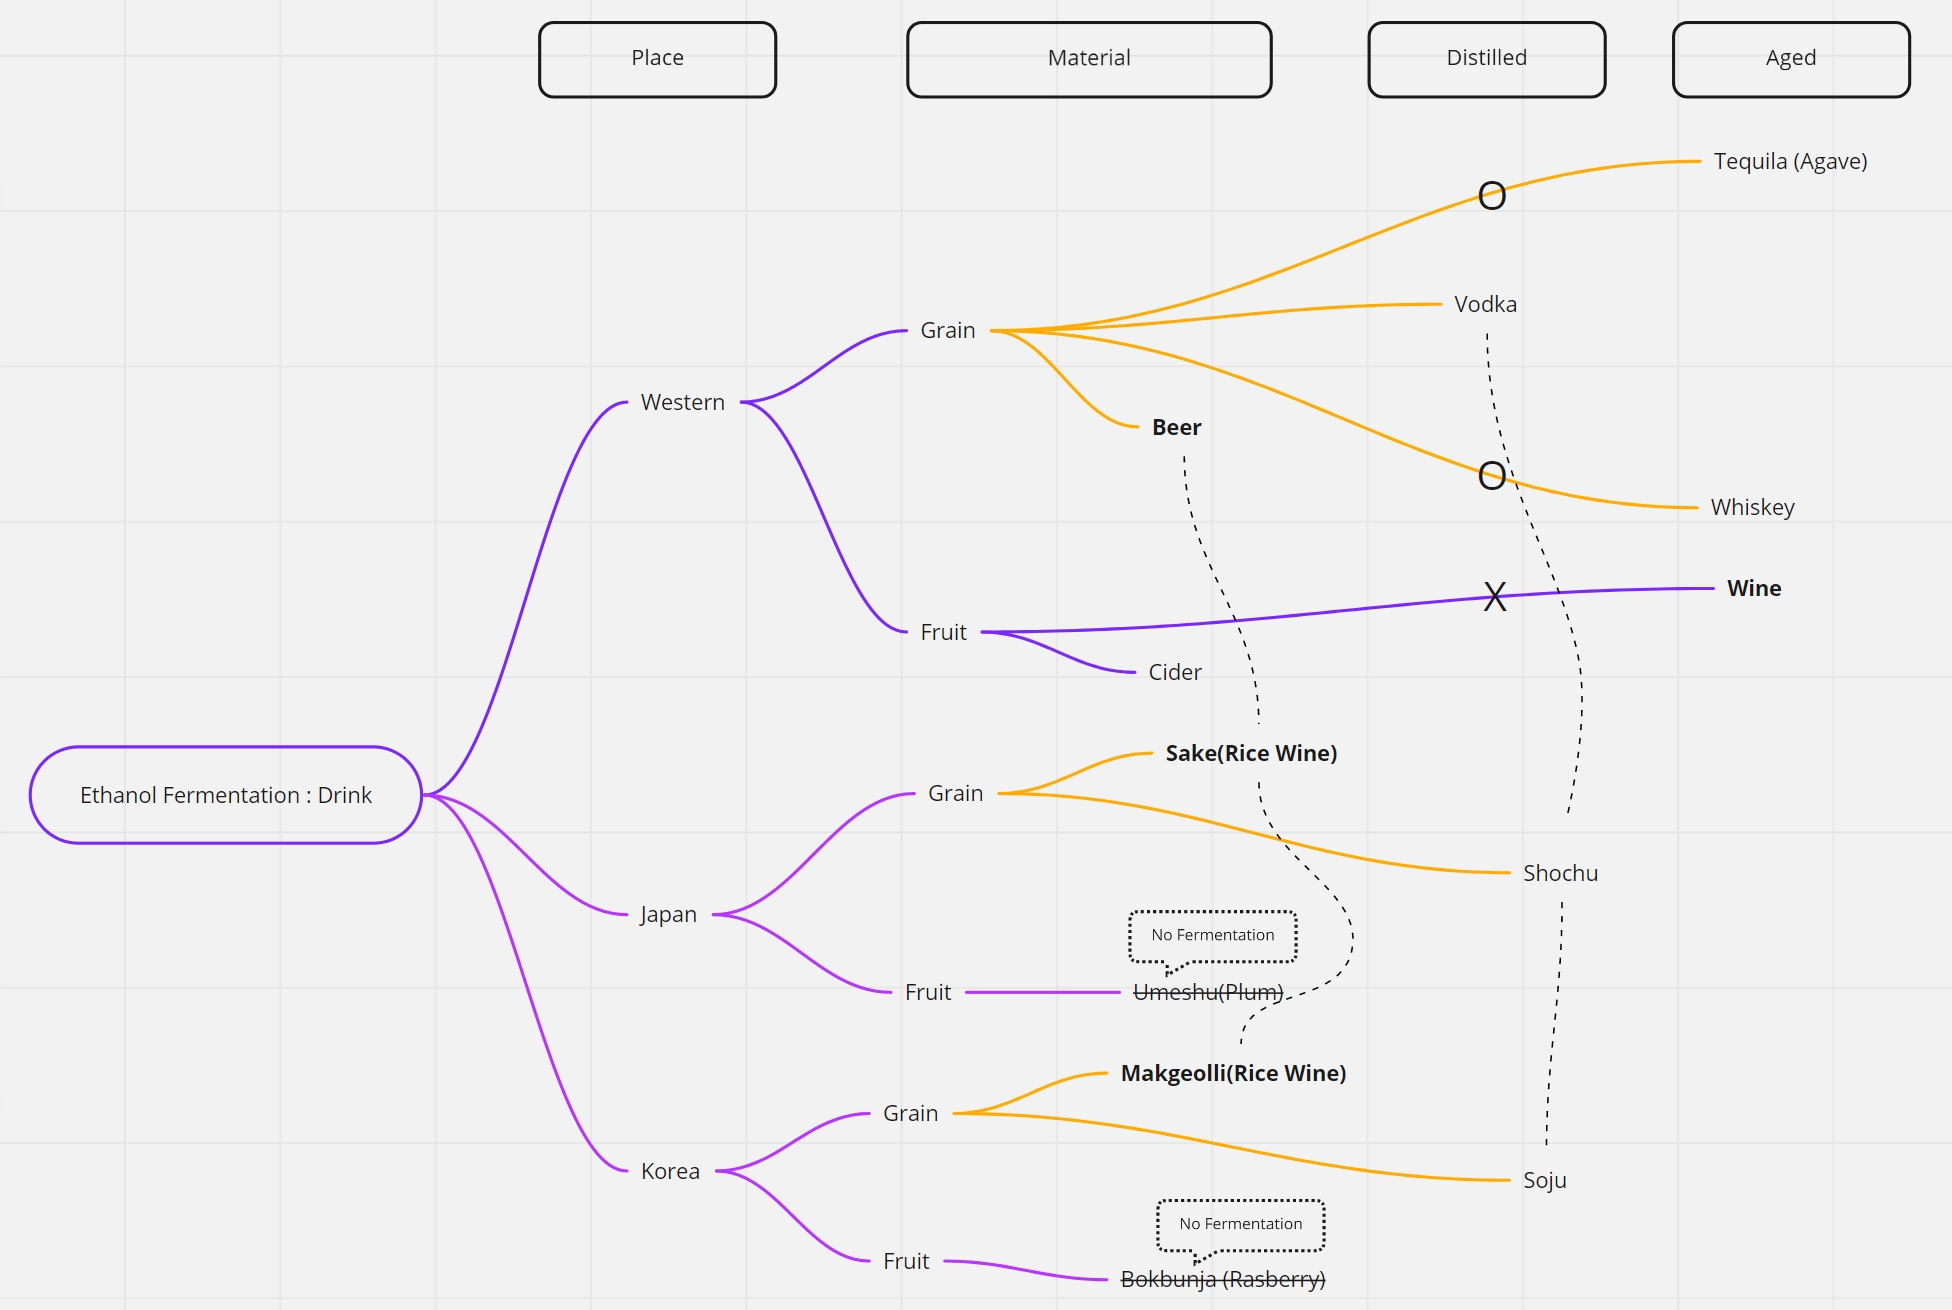 Place
Material
Distilled
Aged
Tequila (Agave)
O
Vodka
Grain
Western
Beer
O
Whiskey
Wine
X
Fruit
Cider
Sake(Rice Wine)
Ethanol Fermentation : Drink
Grain
Shochu
Japan
No Fermentation
Fruit
Umeshu(Plum)
Makgeolli(Rice Wine)
Grain
Korea
Soju
No Fermentation
Fruit
Bokbunja (Rasberry)